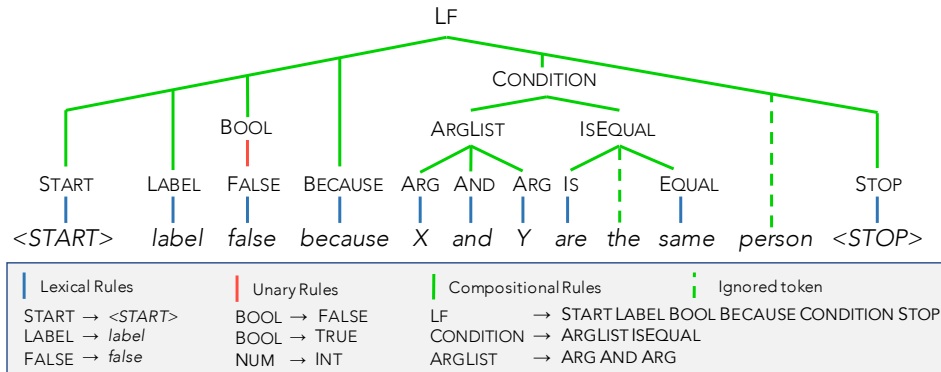 LF
CONDITION
BOOL ARGLIST ISEQUAL
START LABEL FALSE BECAUSE ARG AND ARG IS EQUAL STOP
<START> label false because X and Y are the same person <STOP>
Lexical Rules Unary Rules Compositional Rules Ignored token
START → <START> BOOL → FALSE LF → START LABEL BOOL BECAUSE CONDITION STOP
LABEL → label BOOL → TRUE CONDITION → ARGLIST ISEQUAL
FALSE → false NUM → INT ARGLIST → ARG AND ARG